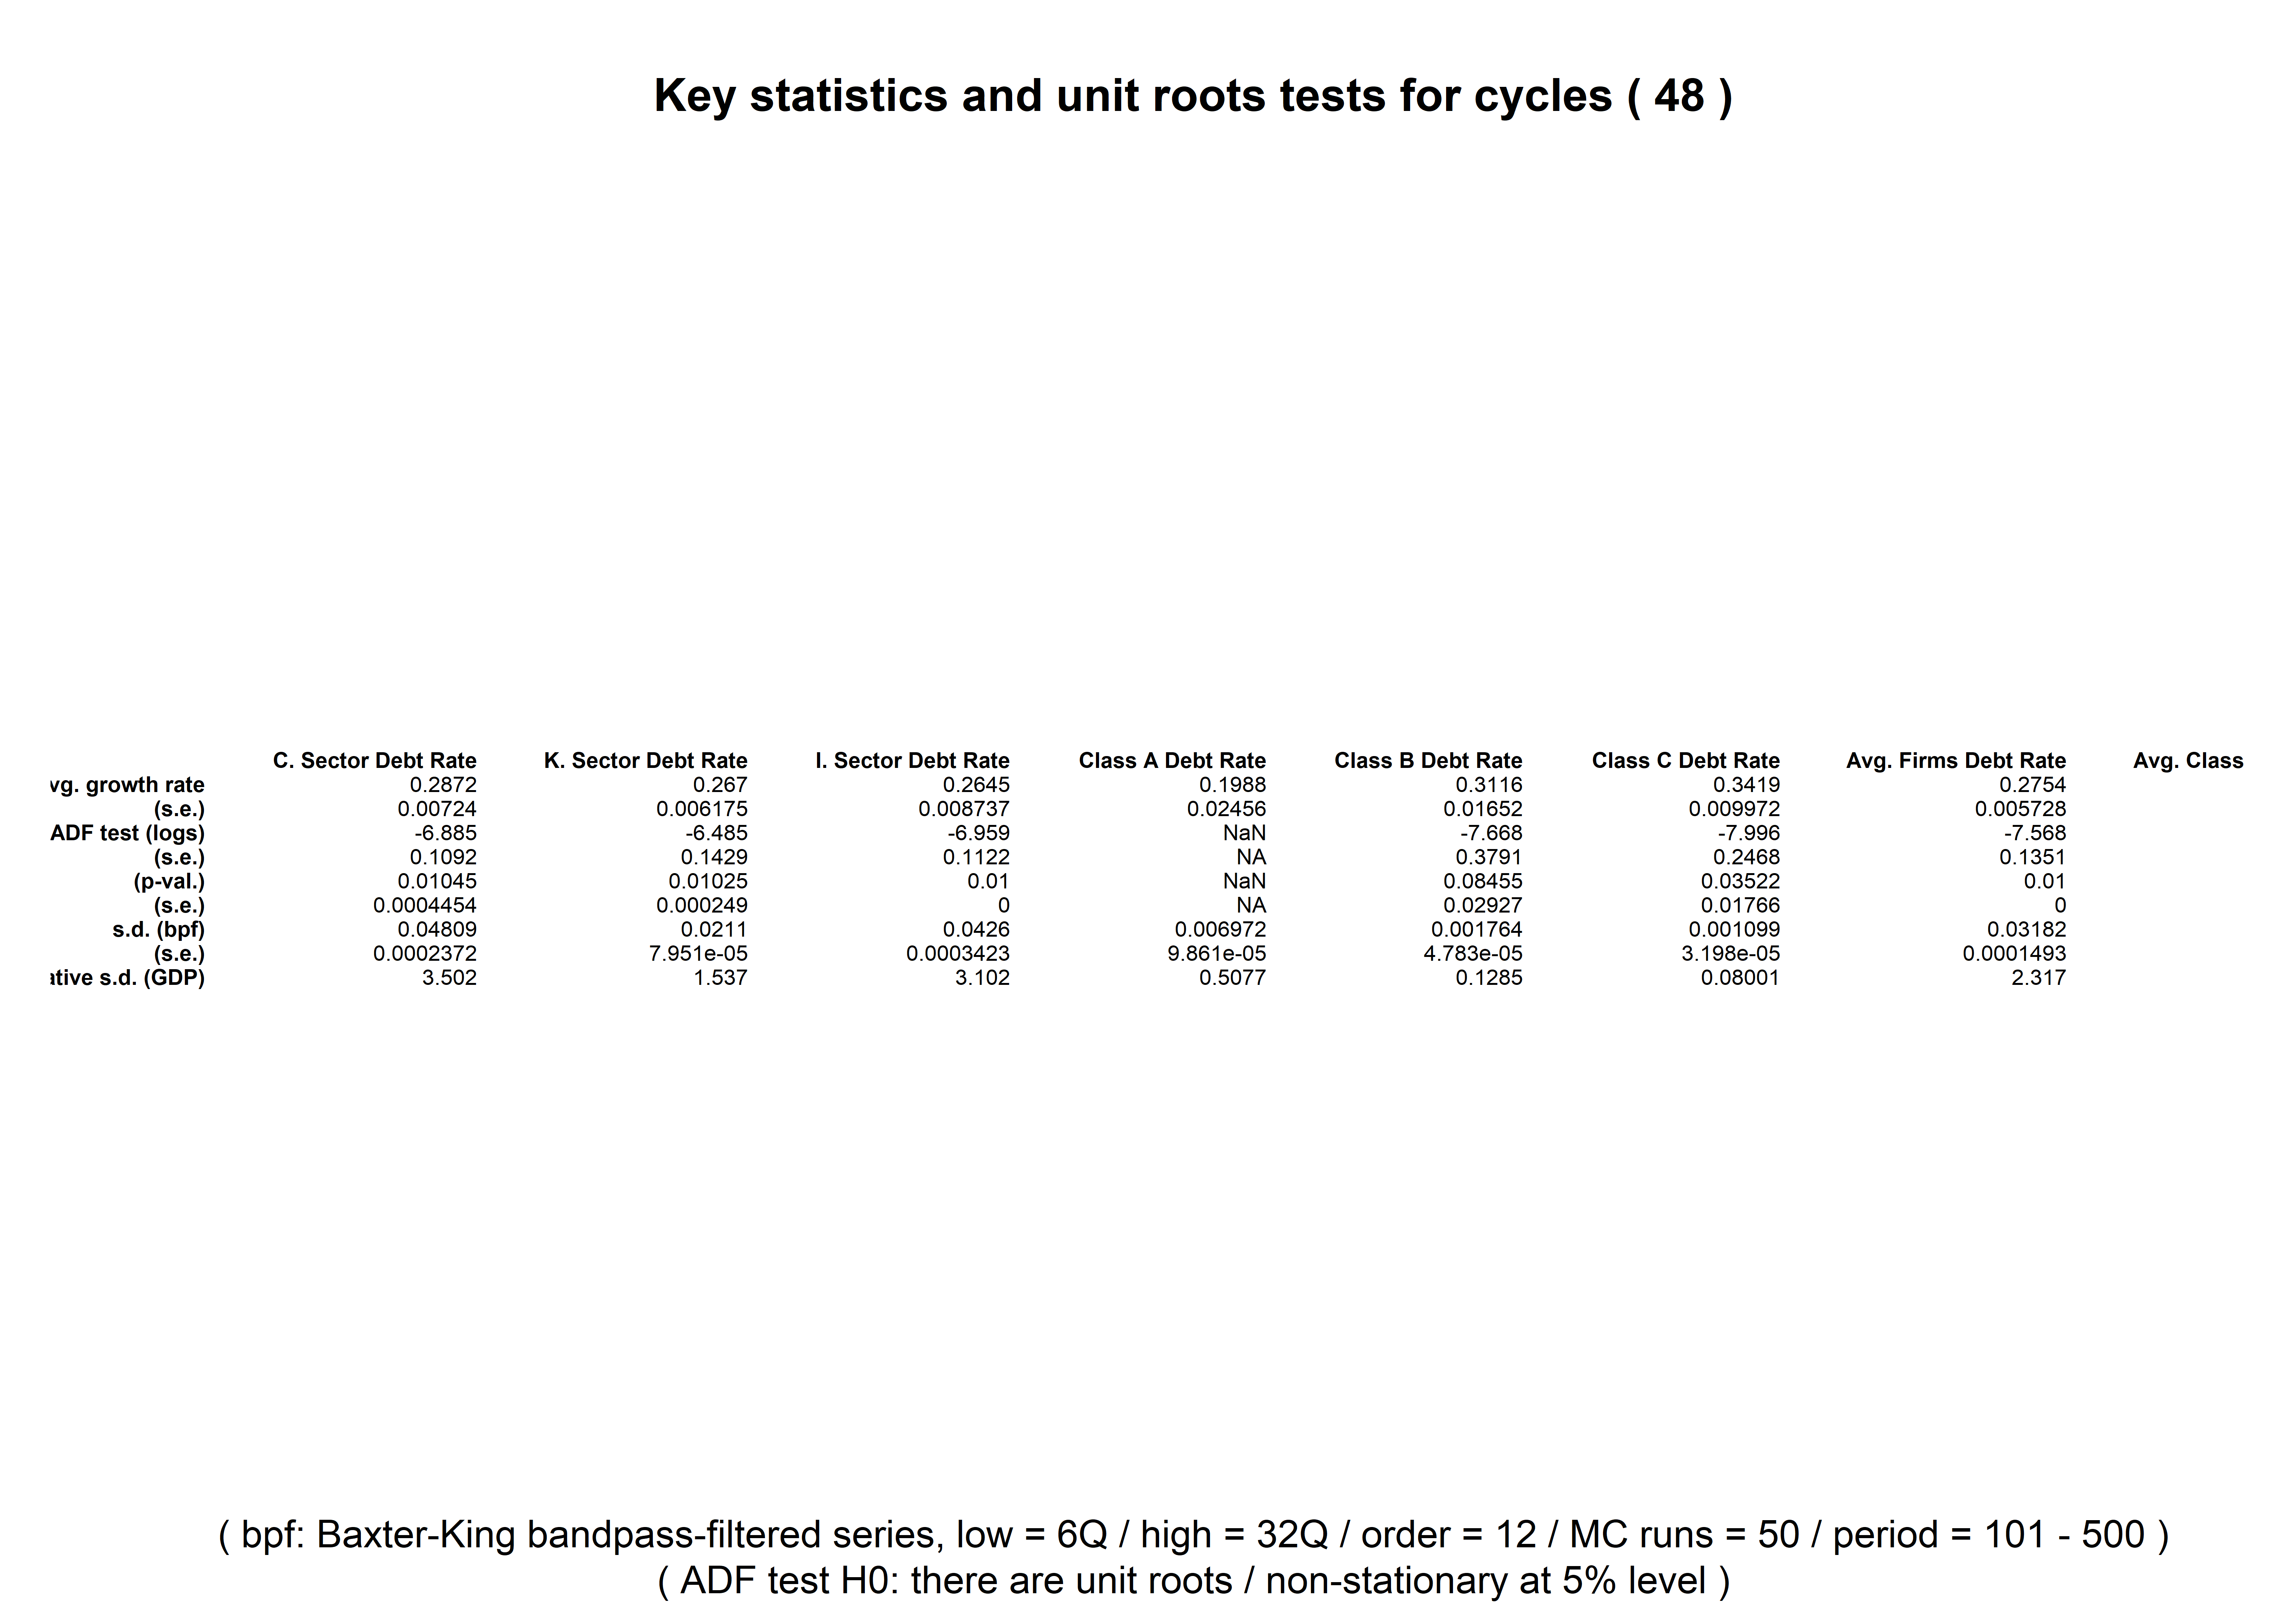 Key statistics and unit roots tests for cycles ( 48 )
C. Sector Debt Rate K. Sector Debt Rate I. Sector Debt Rate Class A Debt Rate Class B Debt Rate Class C Debt Rate Avg. Firms Debt Rate Avg. Class
vg. growth rate 0.2872 0.267 0.2645 0.1988 0.3116 0.3419 0.2754
(s.e.) 0.00724 0.006175 0.008737 0.02456 0.01652 0.009972 0.005728
ADF test (logs) -6.885 -6.485 -6.959 NaN -7.668 -7.996 -7.568
(s.e.) 0.1092 0.1429 0.1122 NA 0.3791 0.2468 0.1351
(p-val.) 0.01045 0.01025 0.01 NaN 0.08455 0.03522 0.01
(s.e.) 0.0004454 0.000249 0 NA 0.02927 0.01766 0
s.d. (bpf) 0.04809 0.0211 0.0426 0.006972 0.001764 0.001099 0.03182
(s.e.) 0.0002372 7.951e-05 0.0003423 9.861e-05 4.783e-05 3.198e-05 0.0001493
ative s.d. (GDP) 3.502 1.537 3.102 0.5077 0.1285 0.08001 2.317
( bpf: Baxter-King bandpass-filtered series, low = 6Q / high = 32Q / order = 12 / MC runs = 50 / period = 101 - 500 )
( ADF test H0: there are unit roots / non-stationary at 5% level )